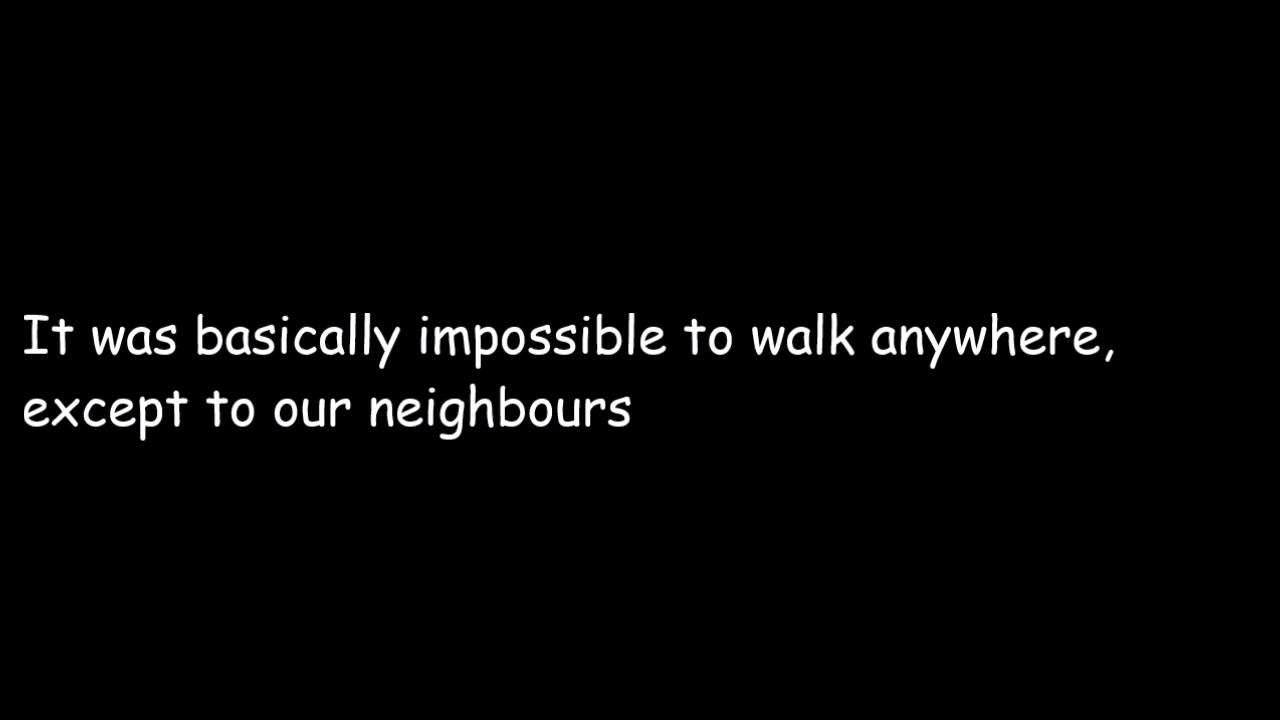 It was basically impossible to walk anywhere,
except to our neighbours